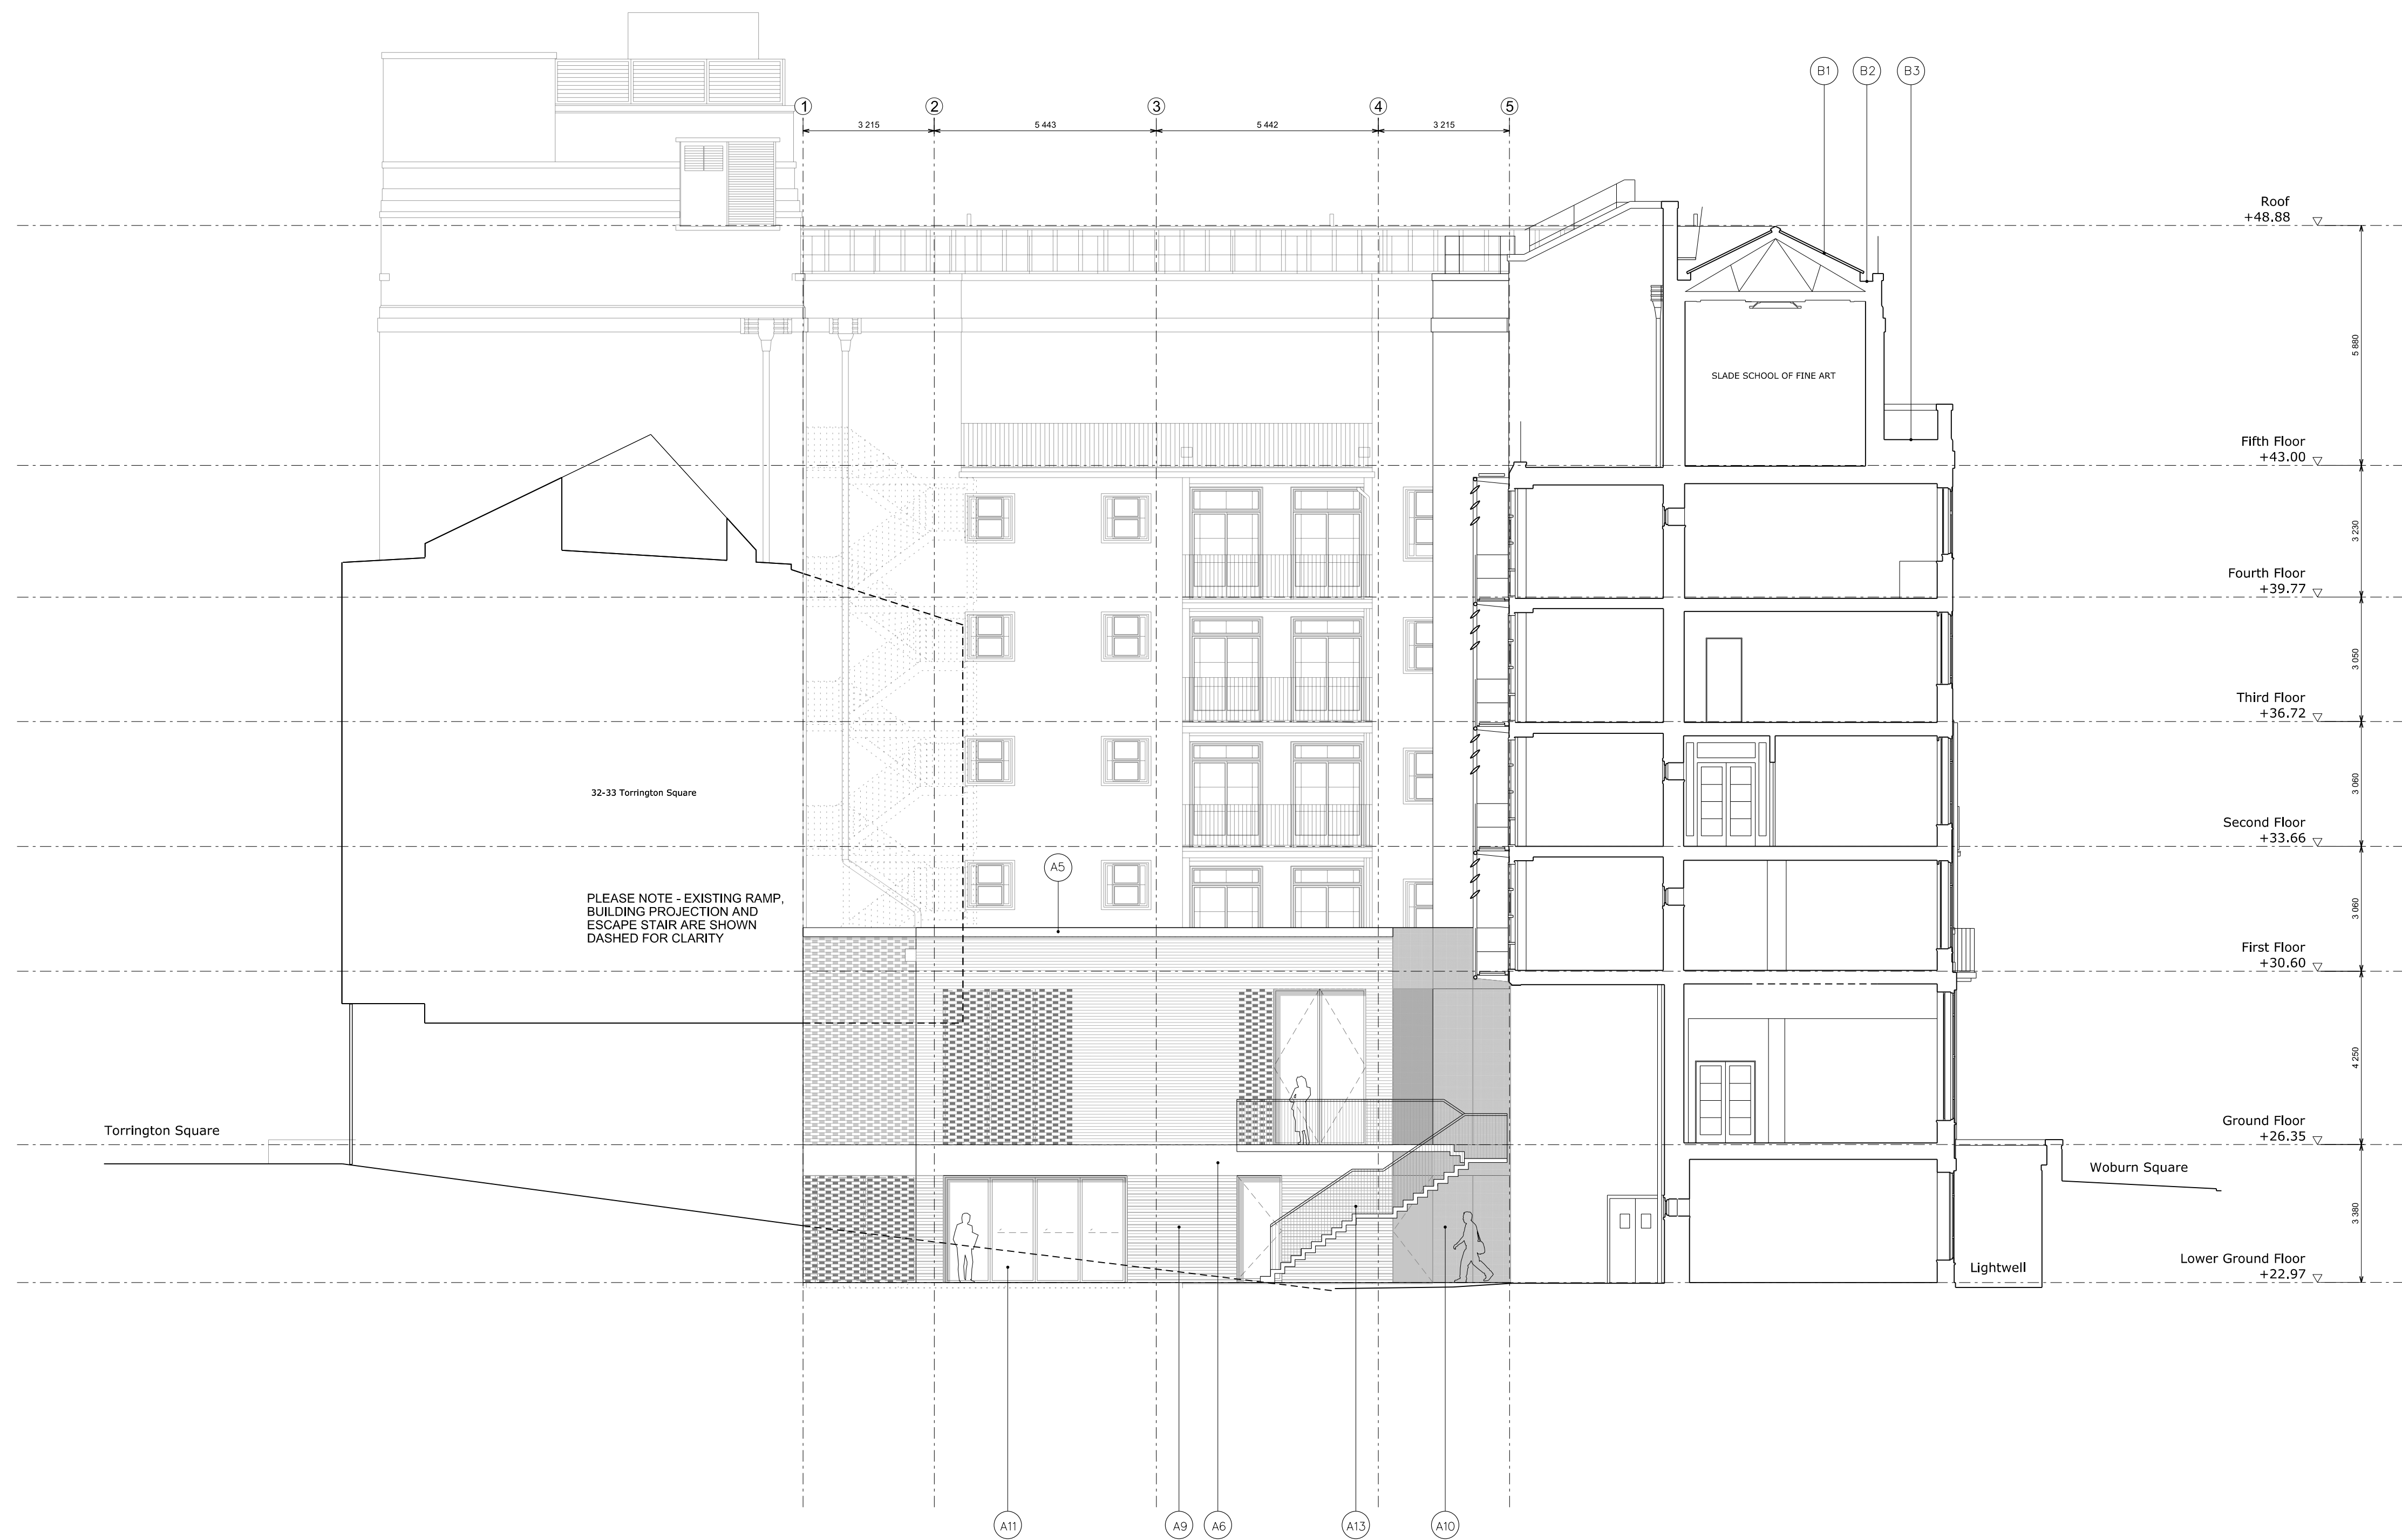 B1 B2 B3
1 2 3 4 5
3 215 5 443 5 442 3 215
Roof
+48.88
5 880
SLADE SCHOOL OF FINE ART
Fifth Floor
+43.00
3 230
Fourth Floor
+39.77
3 050
Third Floor
+36.72
3 060
32-33 Torrington Square
Second Floor
+33.66
A5
3 060
PLEASE NOTE - EXISTING RAMP,
BUILDING PROJECTION AND
ESCAPE STAIR ARE SHOWN
DASHED FOR CLARITY
First Floor
+30.60
4 250
Torrington Square
Ground Floor
+26.35
Woburn Square
3 380
Lightwell
Lower Ground Floor
+22.97
A11 A9 A6 A13 A10